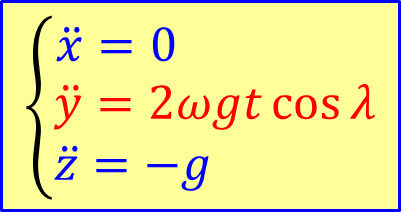 ẍ = 0
ÿ = 2ωgt cos λ
z̈ = −g